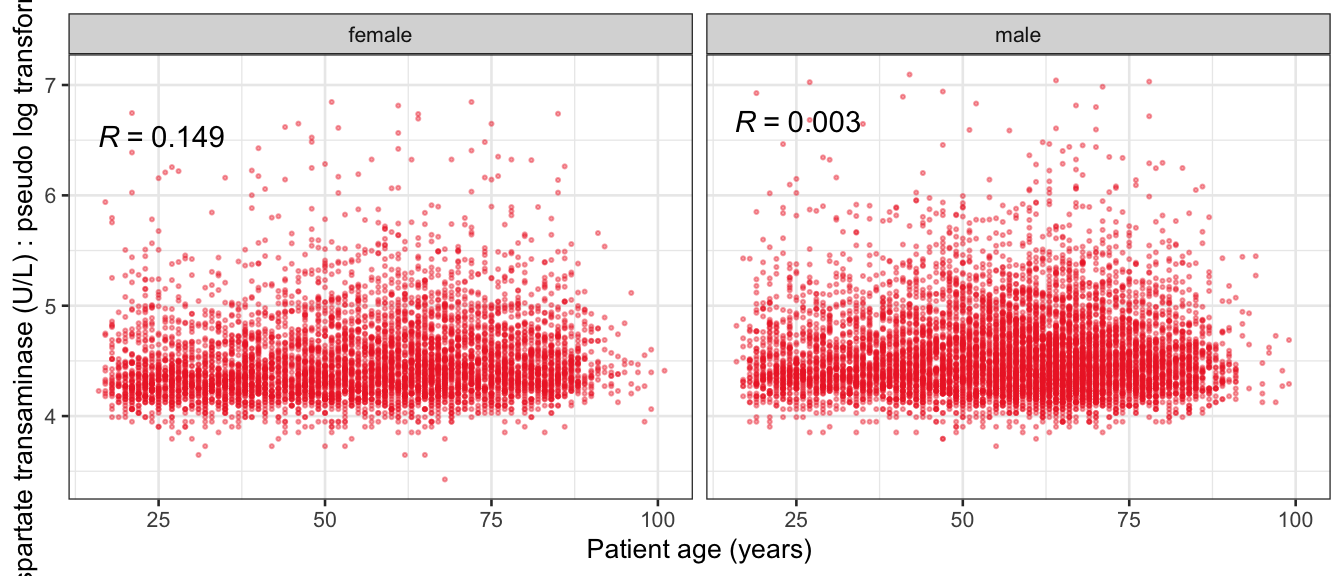 female
male
spartate transaminase (U/L) : pseudo log transfor
7
6
5
4
R = 0.149
R = 0.003
25 50 75 100
25 50 75 100
Patient age (years)